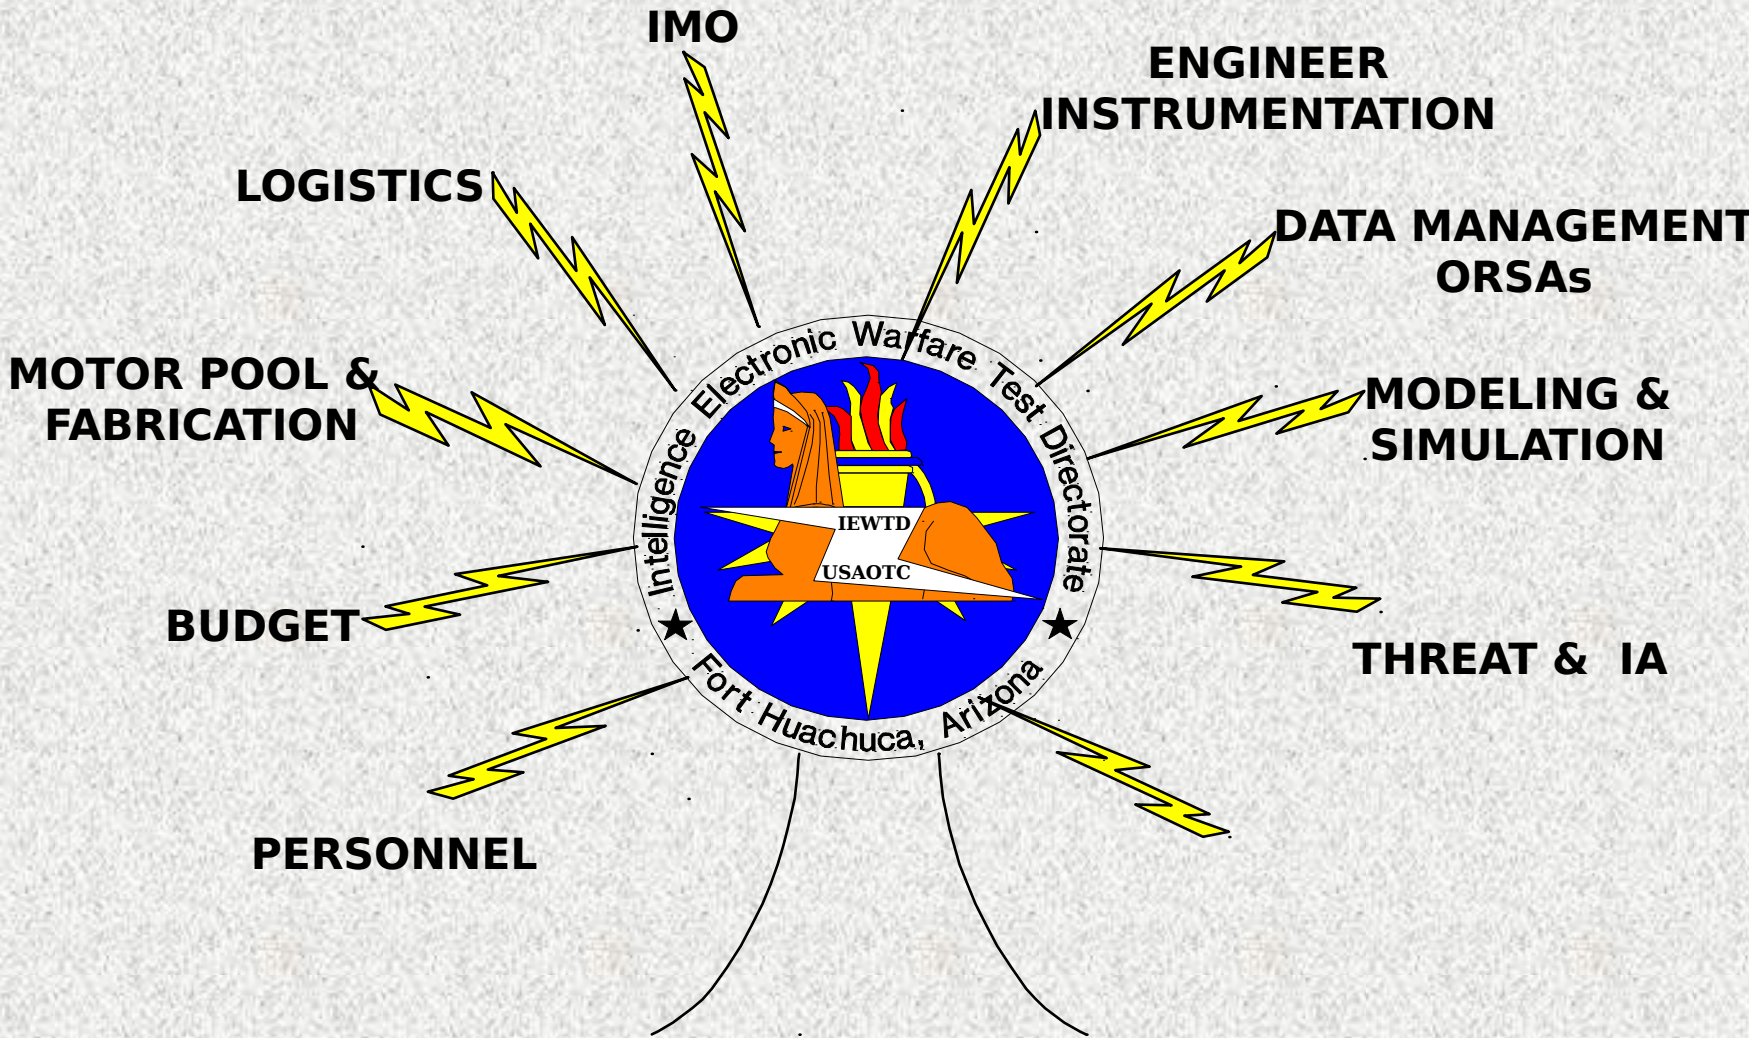 IMO
ENGINEER
INSTRUMENTATION
LOGISTICS
DATA MANAGEMENT
ORSAs
MOTOR POOL &
FABRICATION
MODELING &
SIMULATION
Intelligence Electronic Warfare Test Directorate
IEWTD
USAOTC
★ Fort Huachuca, Arizona ★
BUDGET
THREAT &  IA
PERSONNEL